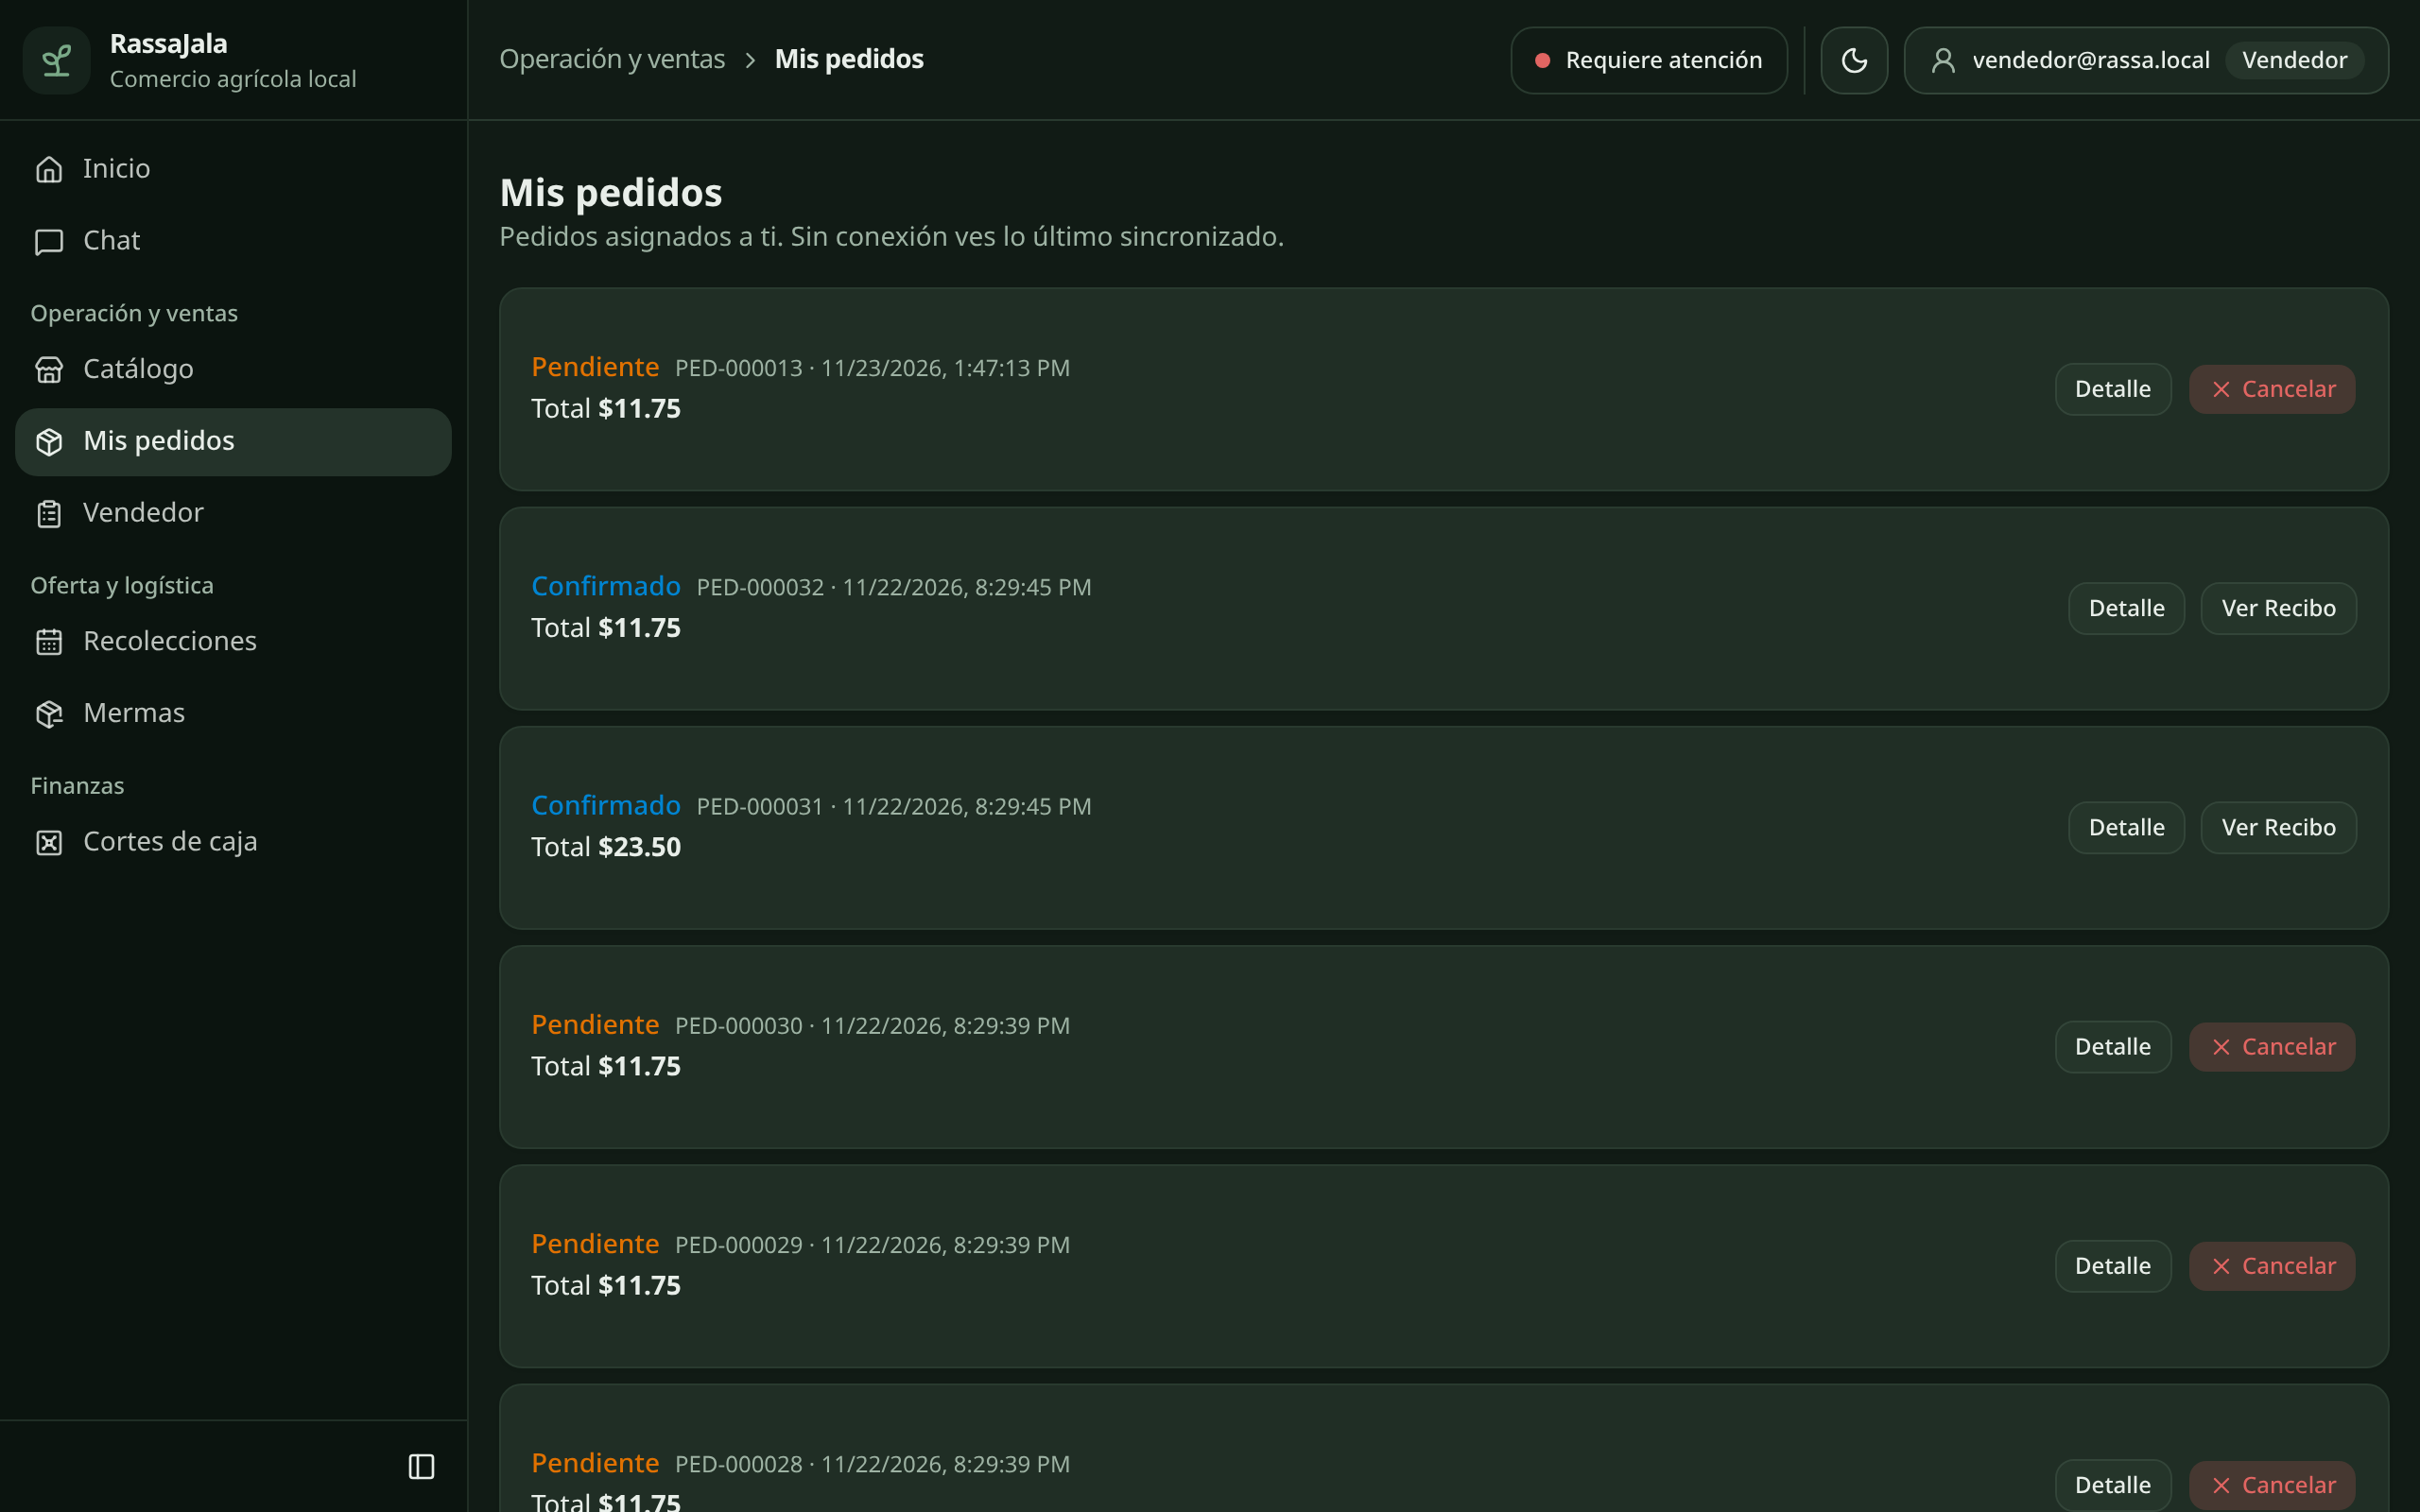 RassaJala
Comercio agrícola local
Inicio
Chat
Operación y ventas
Catálogo
Mis pedidos
Vendedor
Oferta y logística
Recolecciones
Mermas
Finanzas
Cortes de caja
Operación y ventas > Mis pedidos
Requiere atención
vendedor@rassa.local Vendedor
Mis pedidos
Pedidos asignados a ti. Sin conexión ves lo último sincronizado.
Pendiente PED-000013 · 11/23/2026, 1:47:13 PM
Total $11.75
Detalle Cancelar
Confirmado PED-000032 · 11/22/2026, 8:29:45 PM
Total $11.75
Detalle Ver Recibo
Confirmado PED-000031 · 11/22/2026, 8:29:45 PM
Total $23.50
Detalle Ver Recibo
Pendiente PED-000030 · 11/22/2026, 8:29:39 PM
Total $11.75
Detalle Cancelar
Pendiente PED-000029 · 11/22/2026, 8:29:39 PM
Total $11.75
Detalle Cancelar
Pendiente PED-000028 · 11/22/2026, 8:29:39 PM
Total $11.75
Detalle Cancelar